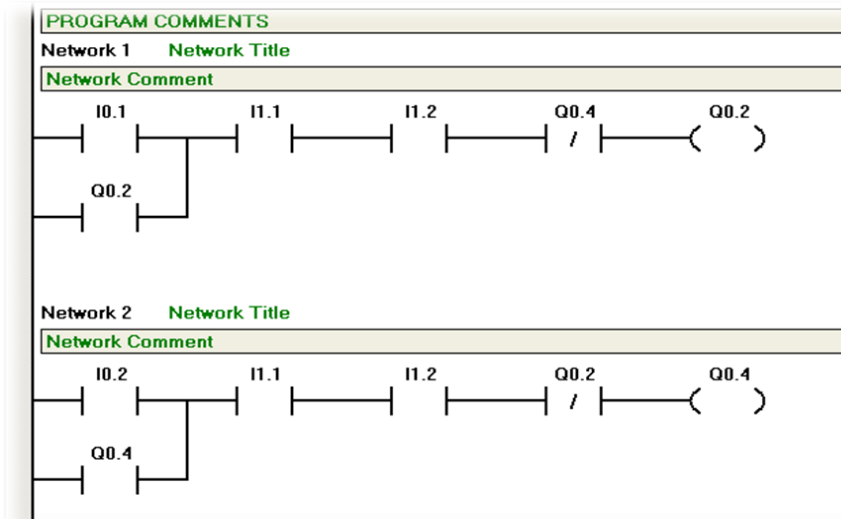 PROGRAM COMMENTS
Network 1 Network Title
Network Comment
I0.1 I1.1 I1.2 Q0.4 Q0.2
/
Q0.2
Network 2 Network Title
Network Comment
I0.2 I1.1 I1.2 Q0.2 Q0.4
/
Q0.4